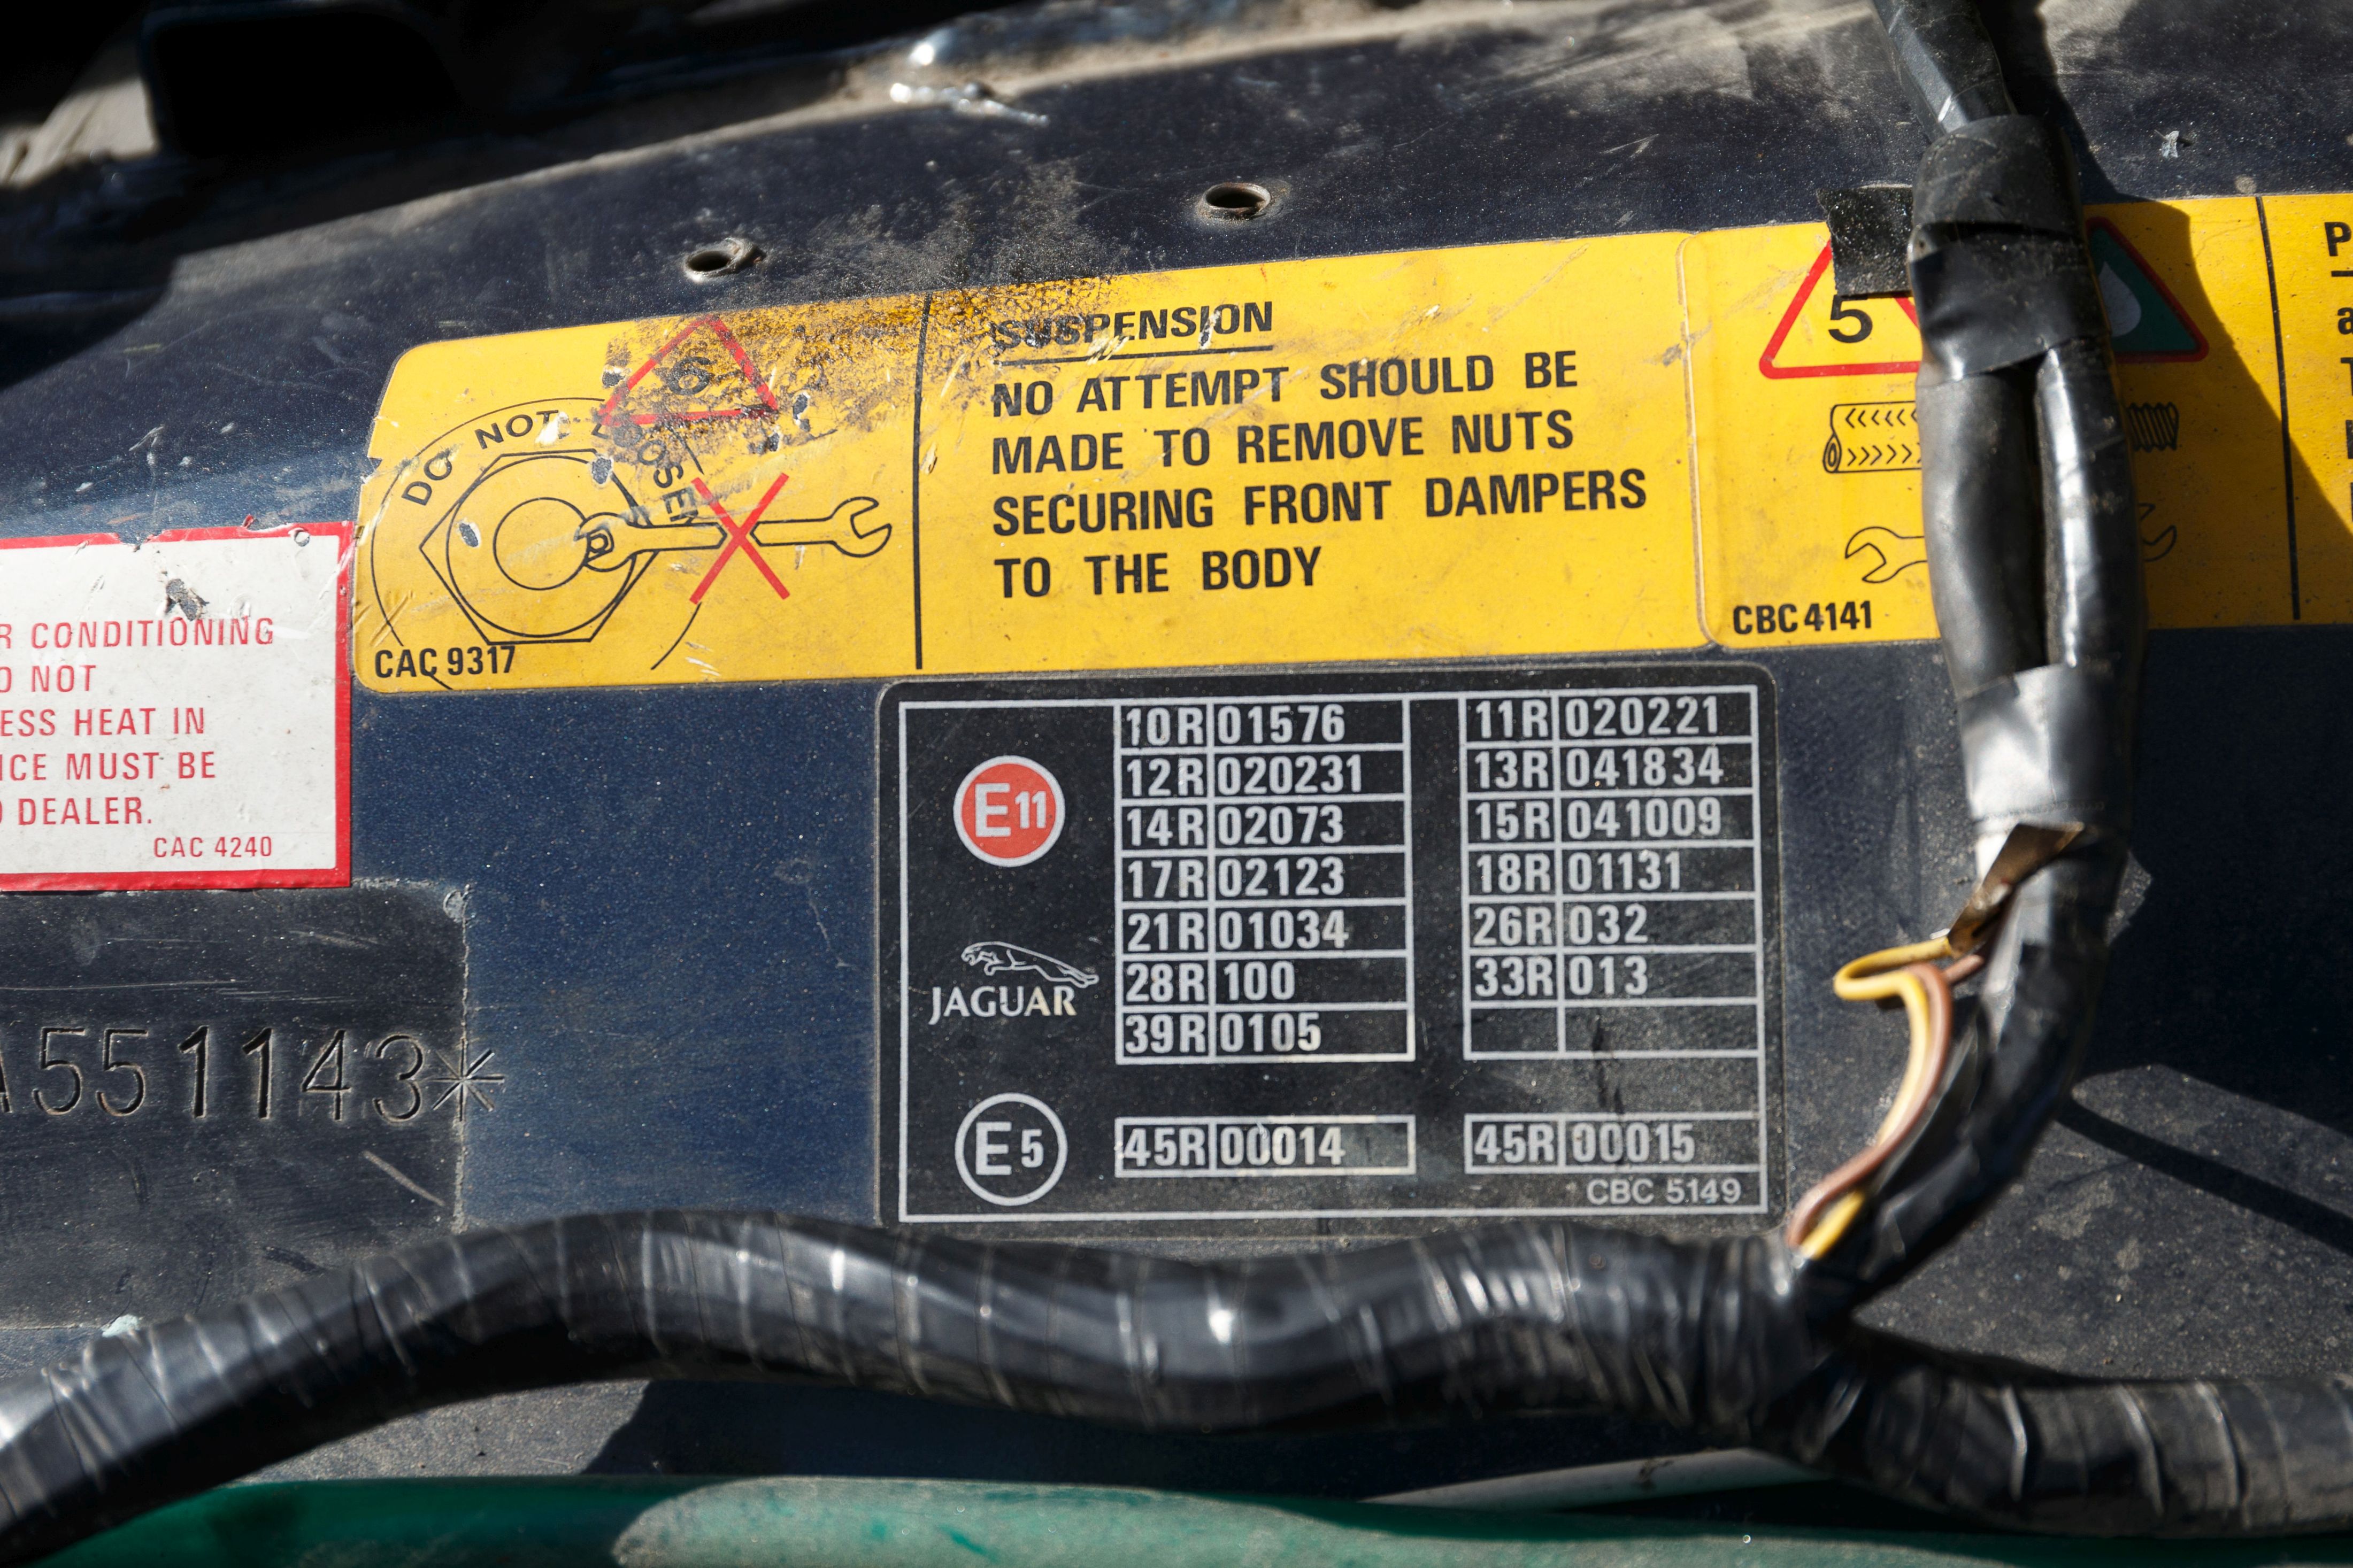 6
DO NOT LOOSEN
CAC 9317
SUSPENSION
NO ATTEMPT SHOULD BE
MADE TO REMOVE NUTS
SECURING FRONT DAMPERS
TO THE BODY
5
CBC 4141
P
CONDITIONING
NOT
HEAT IN
MUST BE
DEALER.
CAC 4240
551143*
E11
JAGUAR
10R 01576 11R 020221
12R 020231 13R 041834
14R 02073 15R 041009
17R 02123 18R 01131
21R 01034 26R 032
28R 100 33R 013
39R 0105
E5
45R 00014 45R 00015
CBC 5149